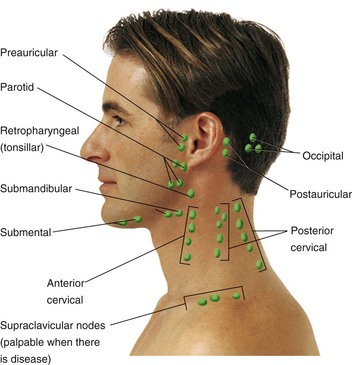 Preauricular
Parotid
Retropharyngeal
(tonsillar)
Submandibular
Submental
Anterior
cervical
Supraclavicular nodes
(palpable when there
is disease)
Occipital
Postauricular
Posterior
cervical